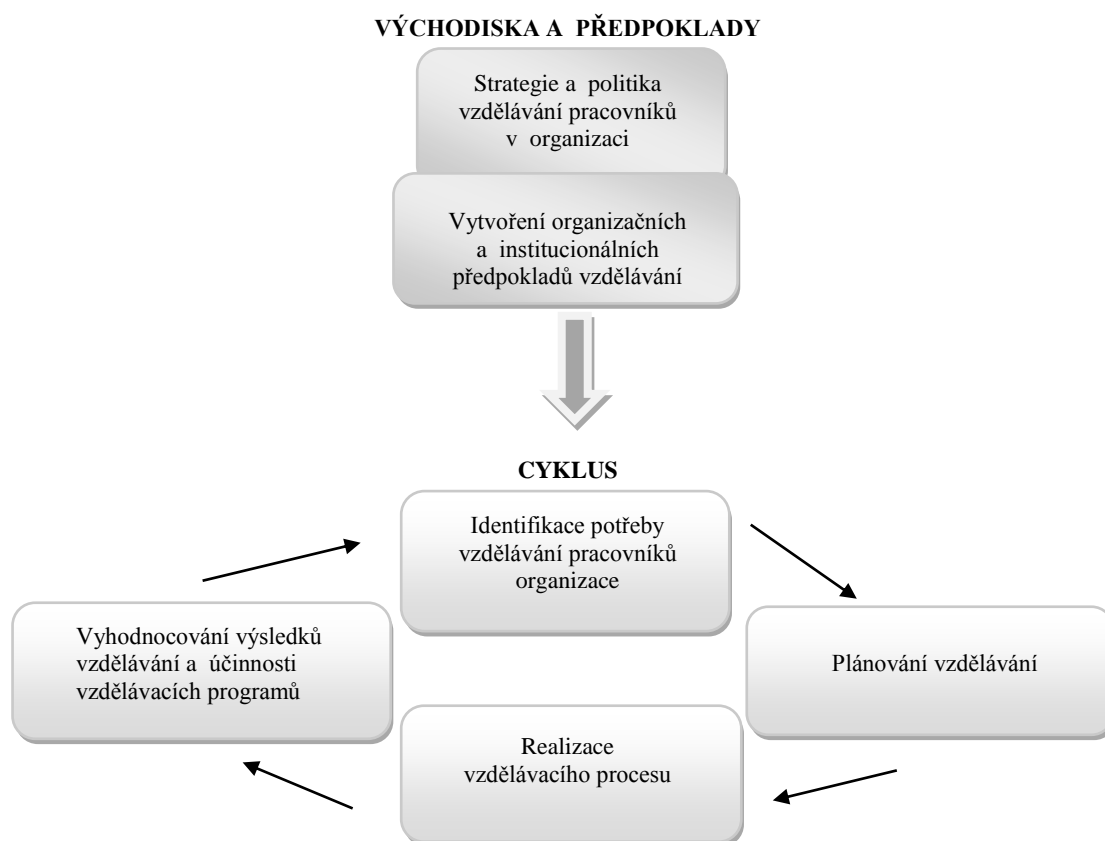 VÝCHODISKA A PŘEDPOKLADY
Strategie a politika
vzdělávání pracovníků
v organizaci
Vytvoření organizačních
a institucionálních
předpokladů vzdělávání
CYKLUS
Identifikace potřeby
vzdělávání pracovníků
organizace
Vyhodnocování výsledků
vzdělávání a účinnosti
vzdělávacích programů
Plánování vzdělávání
Realizace
vzdělávacího procesu